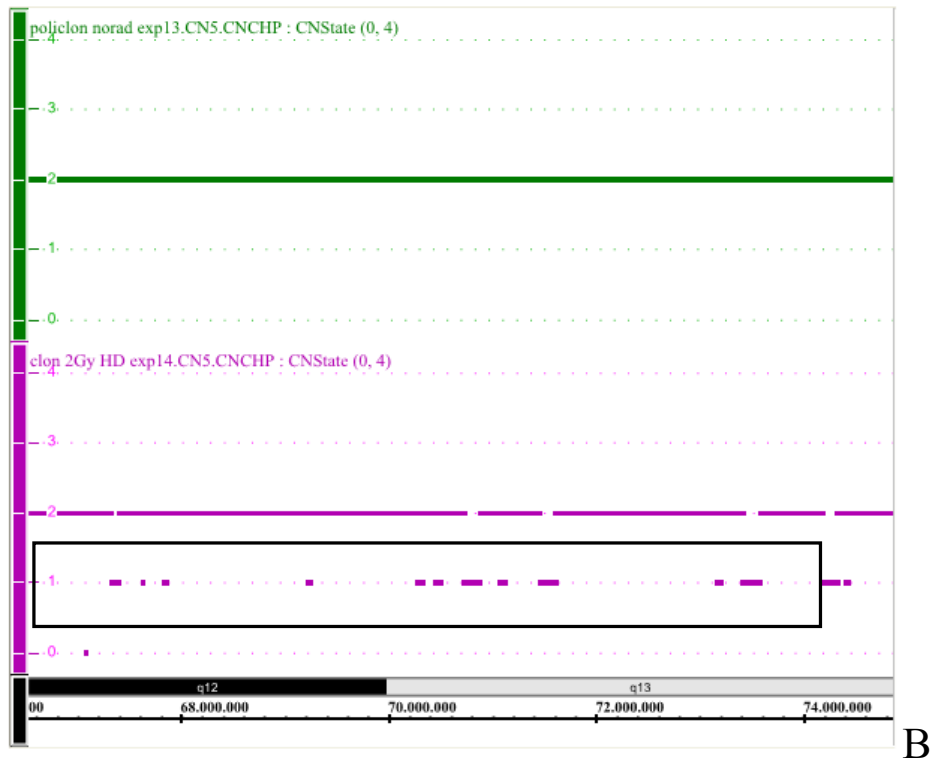 policlon norad exp13.CN5.CNCHP : CNState (0, 4)
4
3
2
1
0
clon 2Gy HD exp14.CN5.CNCHP : CNState (0, 4)
4
3
2
1
0
q12 q13
00 68.000.000 70.000.000 72.000.000 74.000.000
B